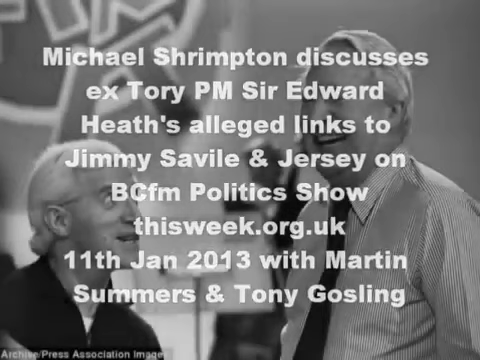 Michael Shrimpton discusses
ex Tory PM Sir Edward
Heath's alleged links to
Jimmy Savile & Jersey on
BCfm Politics Show
thisweek.org.uk
11th Jan 2013 with Martin
Summers & Tony Gosling
Archive/Press Association Image